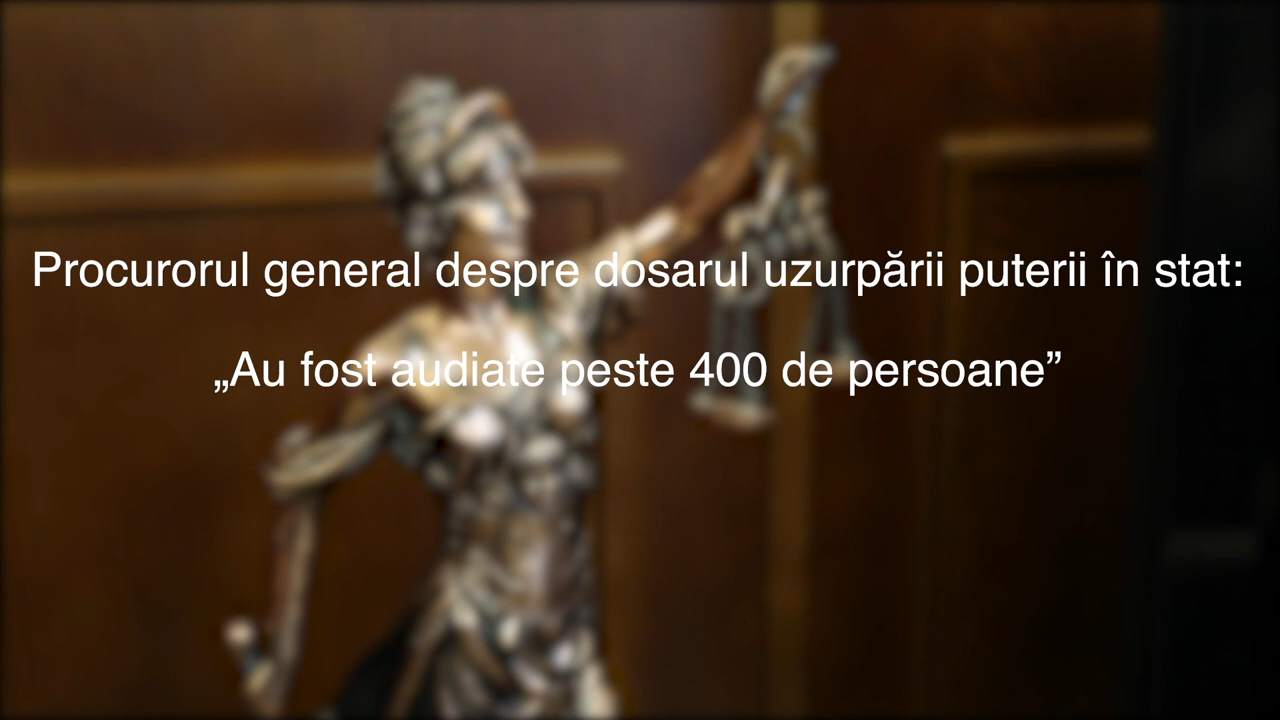 Procurorul general despre dosarul uzurpării puterii în stat:
„Au fost audiate peste 400 de persoane”